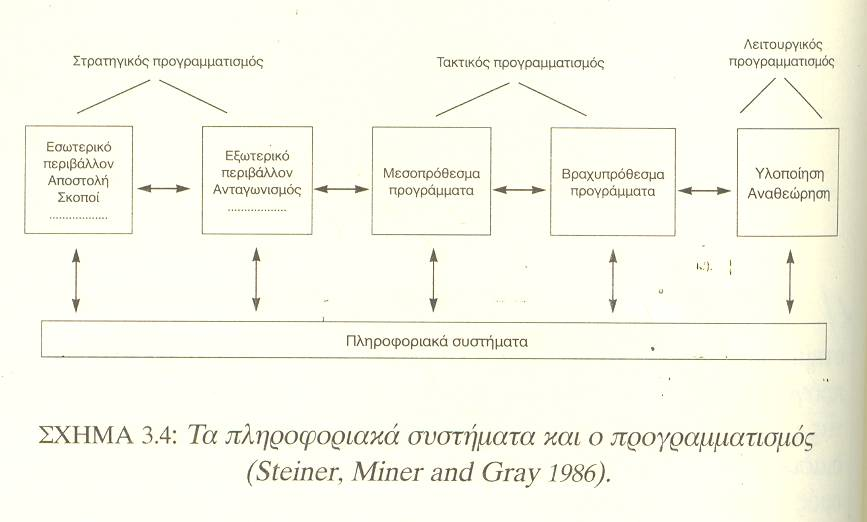 Στρατηγικός προγραμματισμός
Τακτικός προγραμματισμός
Λειτουργικός
προγραμματισμός
Εσωτερικό
περιβάλλον
Αποστολή
Σκοποί
..................
Εξωτερικό
περιβάλλον
Ανταγωνισμός
..................
Μεσοπρόθεσμα
προγράμματα
Βραχυπρόθεσμα
προγράμματα
Υλοποίηση
Αναθεώρηση
Πληροφοριακά συστήματα
ΣΧΗΜΑ 3.4: Τα πληροφοριακά συστήματα και ο προγραμματισμός
(Steiner, Miner and Gray 1986).